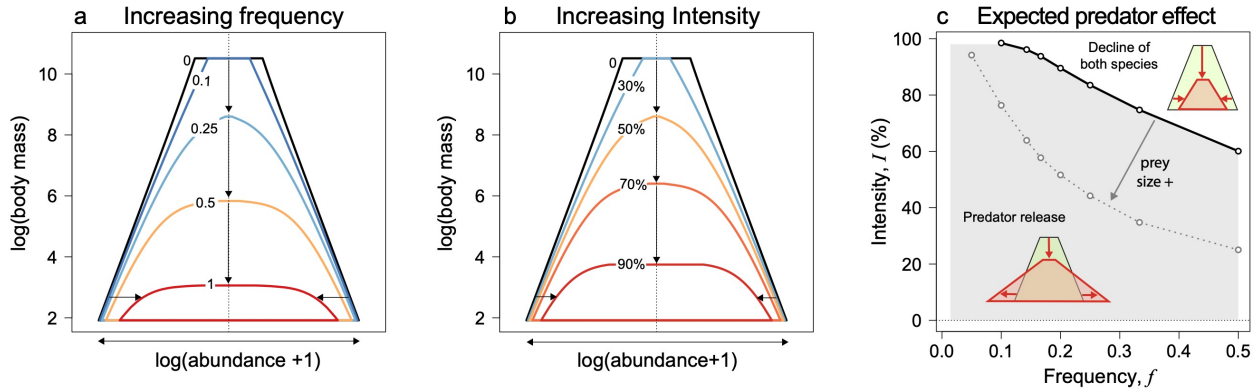 a Increasing frequency
log(body mass)
10
8
6
4
2
0
0.1
0.25
0.5
1
log(abundance +1)
b Increasing Intensity
log(body mass)
10
8
6
4
2
0
30%
50%
70%
90%
log(abundance+1)
c Expected predator effect
Intensity, I (%)
100
80
60
40
20
0
Decline of
both species
prey
size +
Predator release
0.0 0.1 0.2 0.3 0.4 0.5
Frequency, f